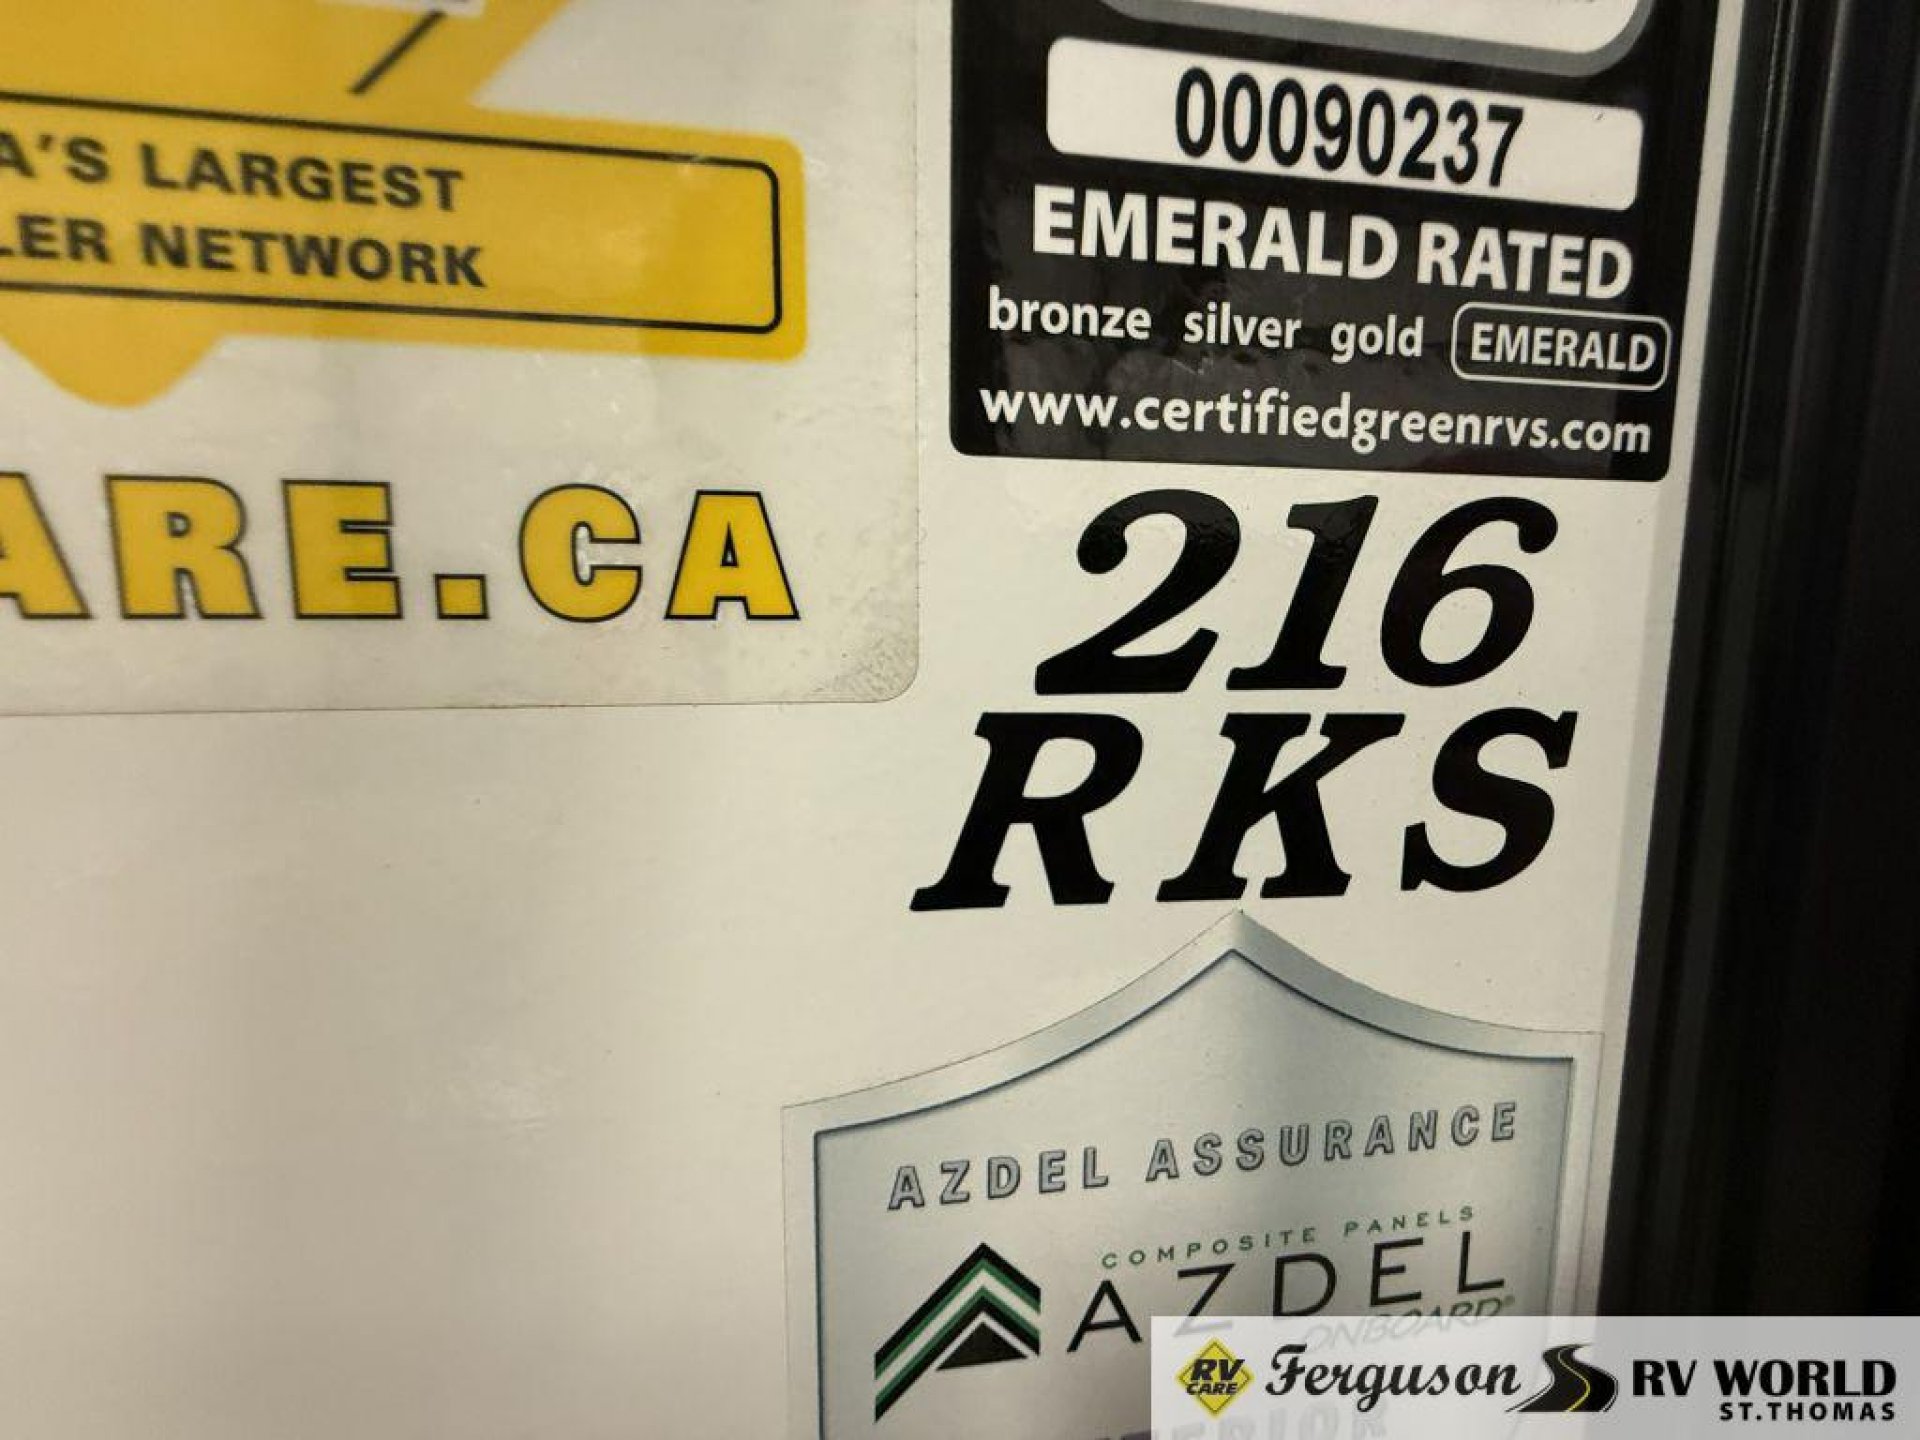 A'S LARGEST
LER NETWORK
ARE.CA
00090237
EMERALD RATED
bronze silver gold EMERALD
www.certifiedgreenrvs.com
216
RKS
AZDEL ASSURANCE
COMPOSITE PANELS
AZDEL
ONBOARD®
RV
CARE
Ferguson RV WORLD
ST.THOMAS